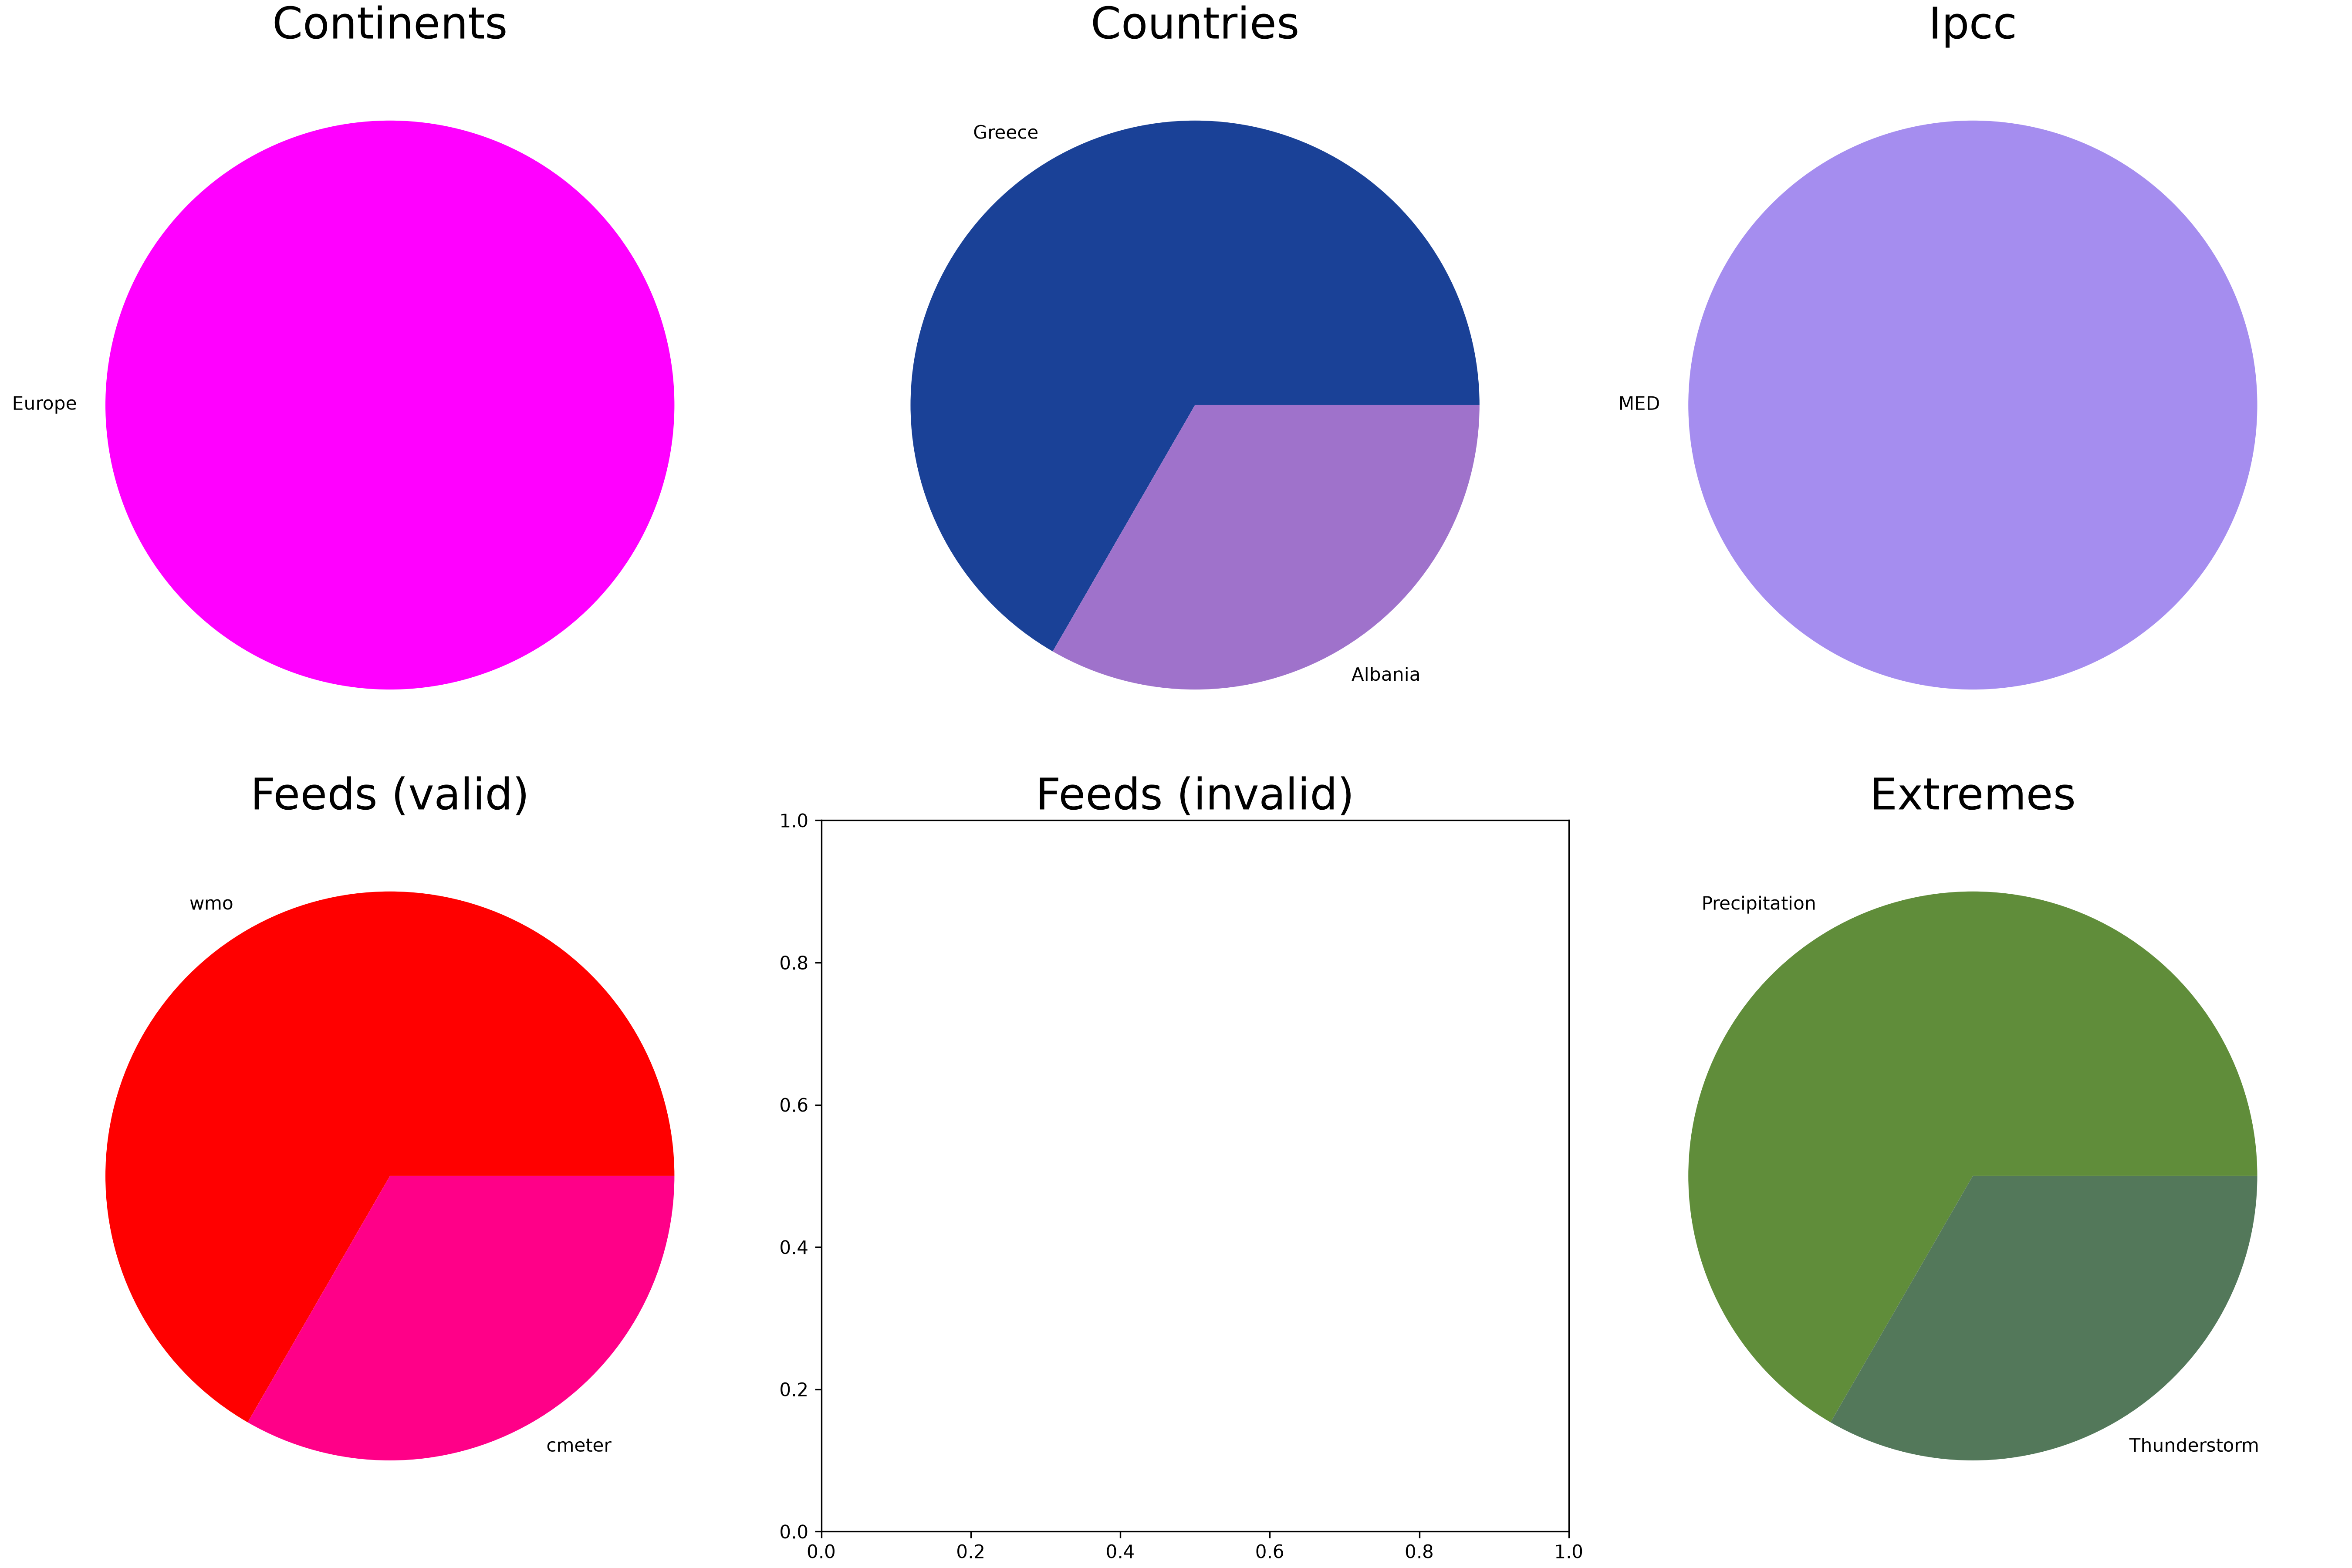 Continents
Countries
Ipcc
Greece
Europe
MED
Albania
Feeds (valid)
Feeds (invalid)
Extremes
1.0
wmo
Precipitation
0.8
0.6
0.4
0.2
cmeter
Thunderstorm
0.0
0.0 0.2 0.4 0.6 0.8 1.0